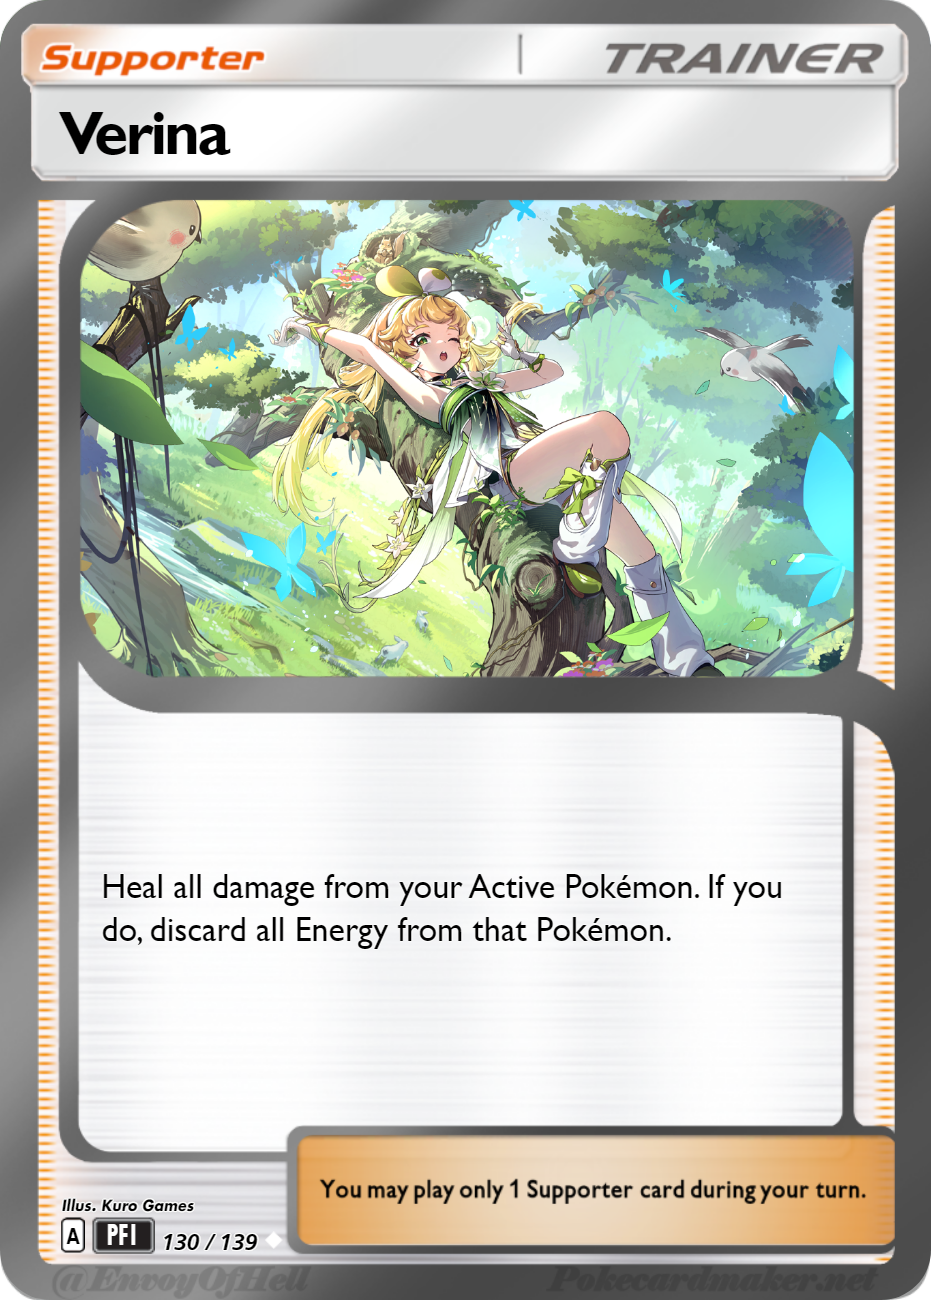 Supporter | TRAINER
Verina
Heal all damage from your Active Pokémon. If you
do, discard all Energy from that Pokémon.
You may play only 1 Supporter card during your turn.
Illus. Kuro Games
A PFI 130 / 139
@EnvoyOfHell Pokecardmaker.net